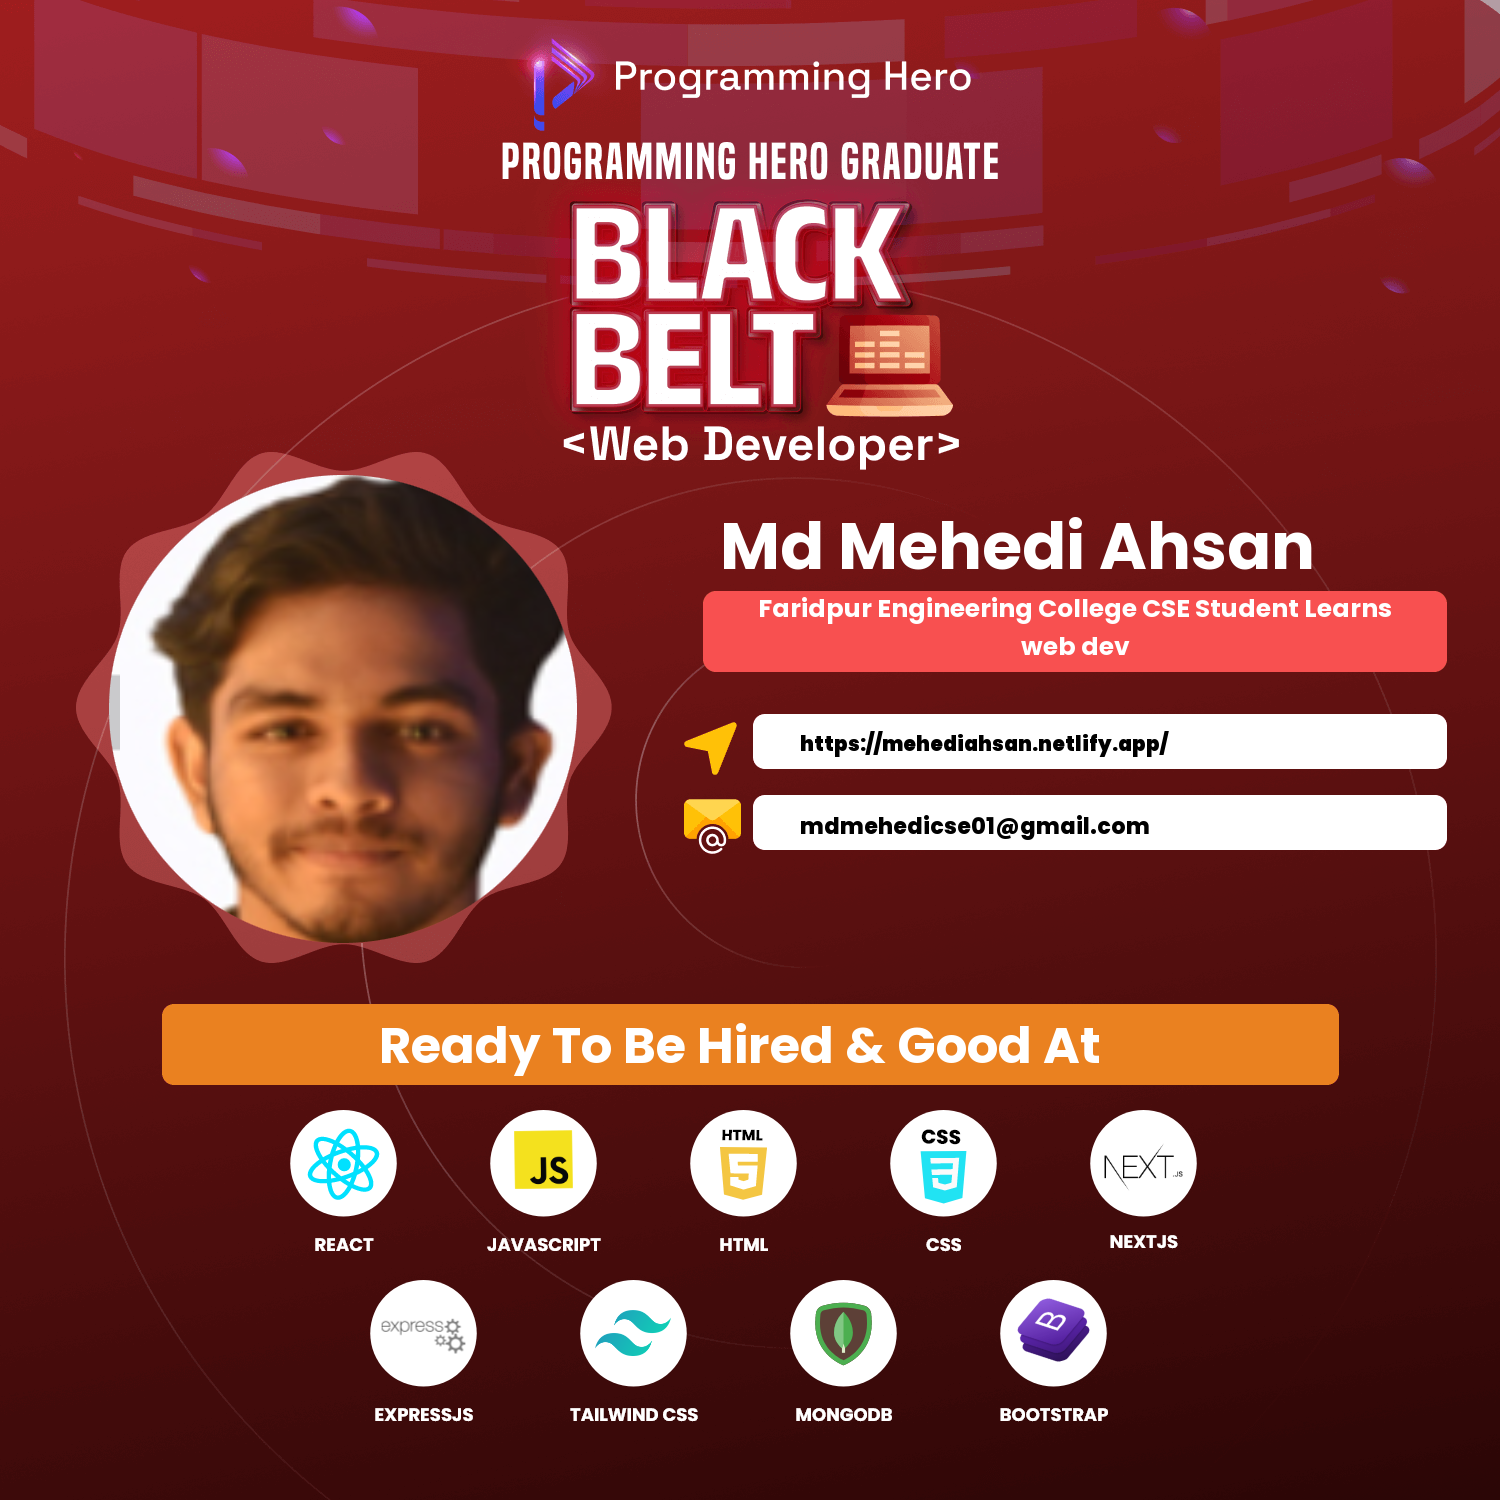 Programming Hero
PROGRAMMING HERO GRADUATE
BLACK
BELT
<Web Developer>
Md Mehedi Ahsan
Faridpur Engineering College CSE Student Learns
web dev
https://mehediahsan.netlify.app/
mdmehedicse01@gmail.com
Ready To Be Hired & Good At
JS
HTML
5
CSS
3
NEXT.JS
REACT
JAVASCRIPT
HTML
CSS
NEXTJS
express
B
EXPRESSJS
TAILWIND CSS
MONGODB
BOOTSTRAP